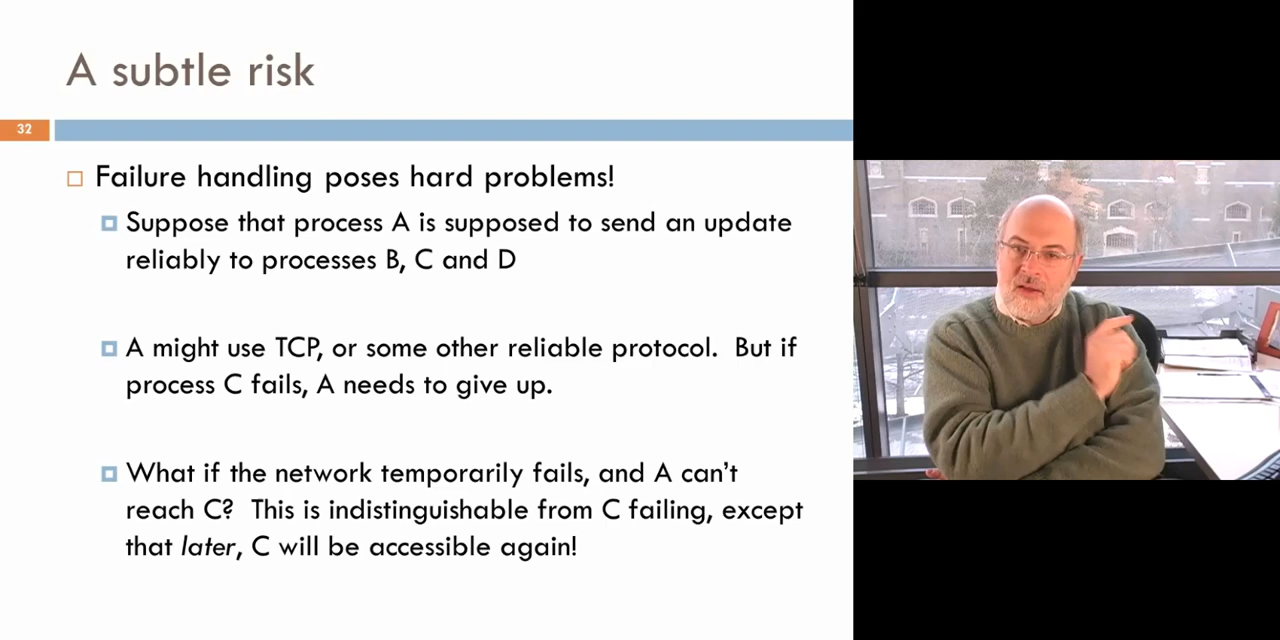 A subtle risk
32
Failure handling poses hard problems!
Suppose that process A is supposed to send an update
reliably to processes B, C and D
A might use TCP, or some other reliable protocol.  But if
process C fails, A needs to give up.
What if the network temporarily fails, and A can’t
reach C?  This is indistinguishable from C failing, except
that later, C will be accessible again!